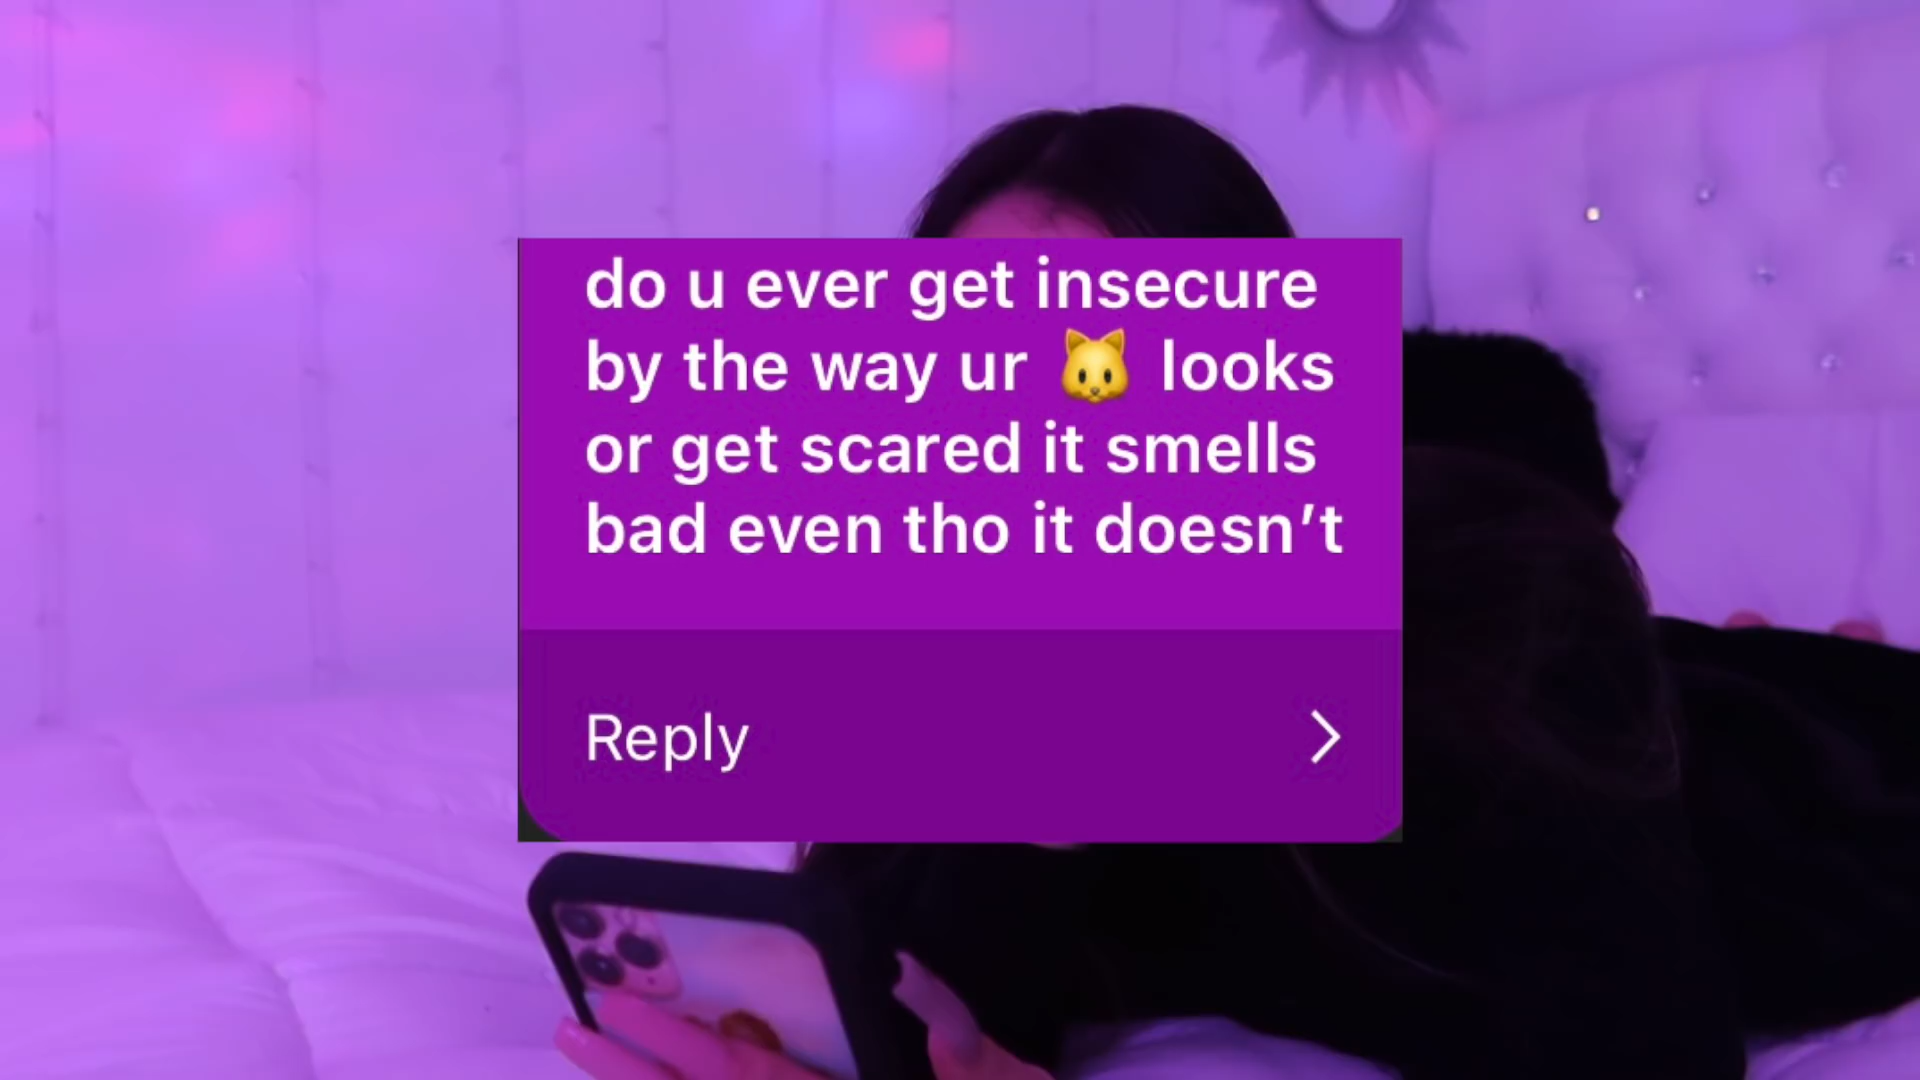 do u ever get insecure
by the way ur 🐱 looks
or get scared it smells
bad even tho it doesn’t
Reply